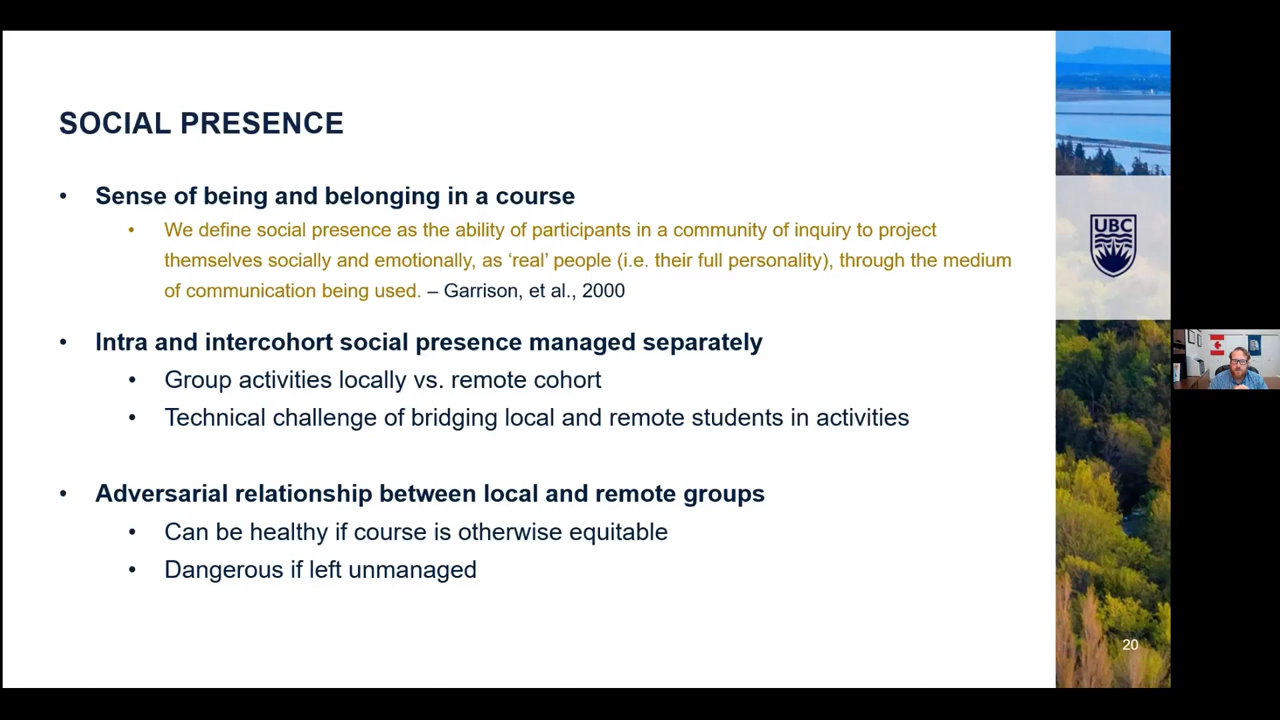 SOCIAL PRESENCE
• Sense of being and belonging in a course
• We define social presence as the ability of participants in a community of inquiry to project
themselves socially and emotionally, as ‘real’ people (i.e. their full personality), through the medium
of communication being used. – Garrison, et al., 2000
• Intra and intercohort social presence managed separately
• Group activities locally vs. remote cohort
• Technical challenge of bridging local and remote students in activities
• Adversarial relationship between local and remote groups
• Can be healthy if course is otherwise equitable
• Dangerous if left unmanaged
UBC
20